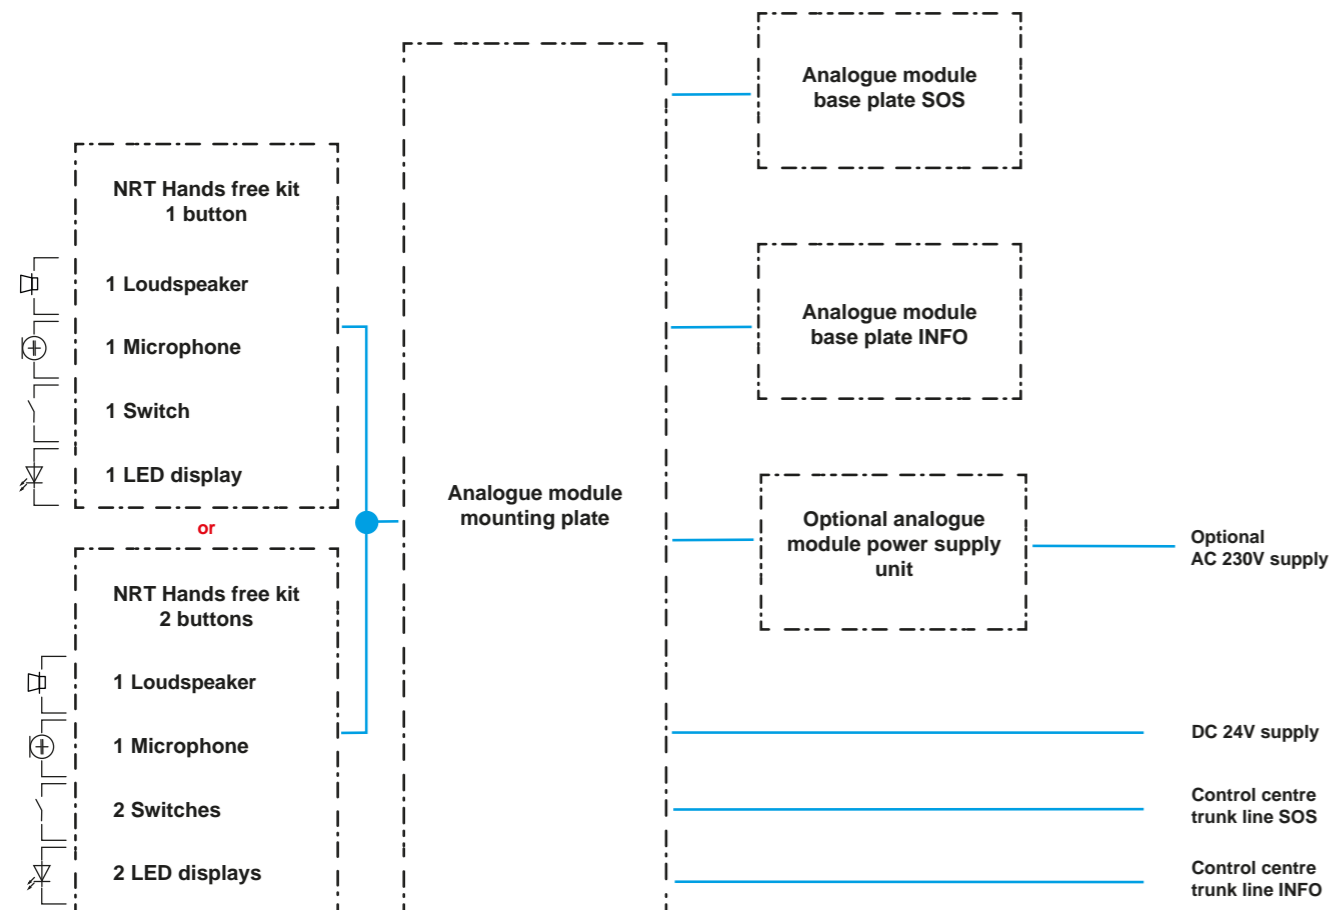 NRT Hands free kit
1 button
1 Loudspeaker
1 Microphone
1 Switch
1 LED display
or
NRT Hands free kit
2 buttons
1 Loudspeaker
1 Microphone
2 Switches
2 LED displays
Analogue module
mounting plate
Analogue module
base plate SOS
Analogue module
base plate INFO
Optional analogue
module power supply
unit
Optional
AC 230V supply
DC 24V supply
Control centre
trunk line SOS
Control centre
trunk line INFO